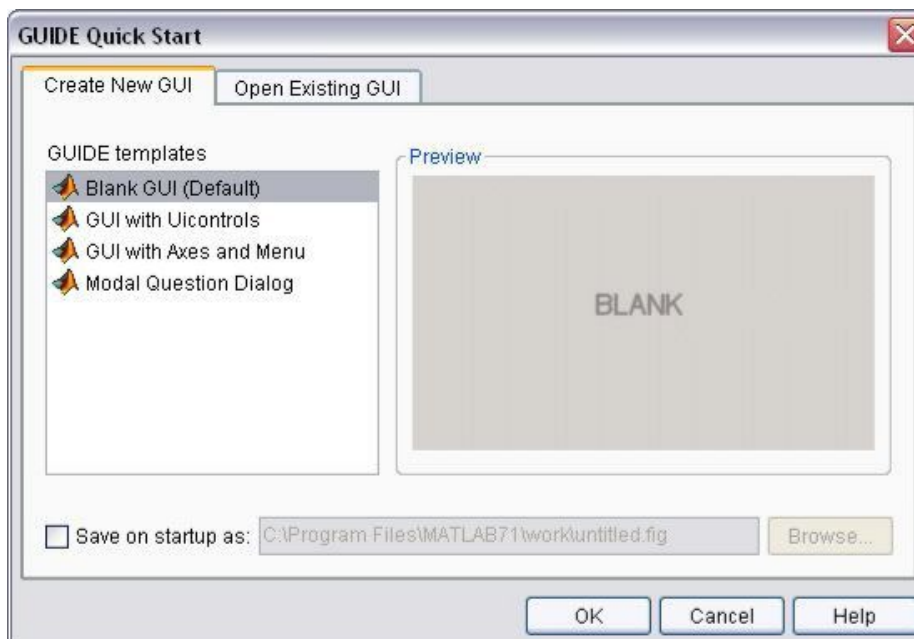 GUIDE Quick Start
Create New GUI
Open Existing GUI
GUIDE templates
Blank GUI (Default)
GUI with Uicontrols
GUI with Axes and Menu
Modal Question Dialog
Preview
BLANK
Save on startup as: C:\Program Files\MATLAB71\work\untitled.fig Browse...
OK Cancel Help